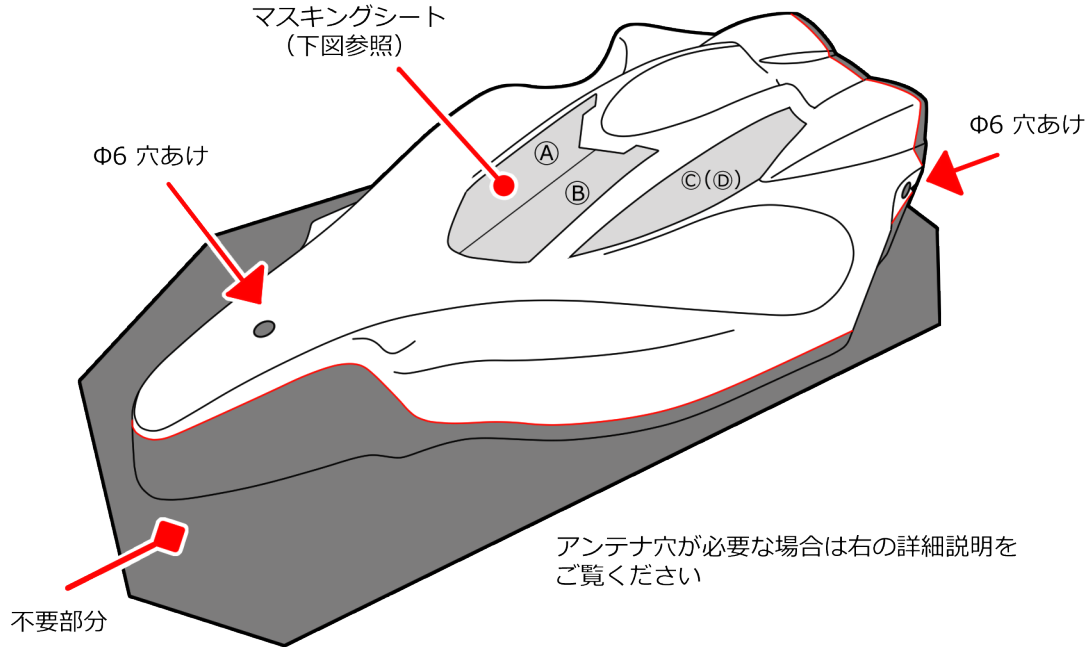 マスキングシート
（下図参照）
Φ6 穴あけ
Φ6 穴あけ
Ⓐ
Ⓑ
Ⓒ(Ⓓ)
アンテナ穴が必要な場合は右の詳細説明を
ご覧ください
不要部分